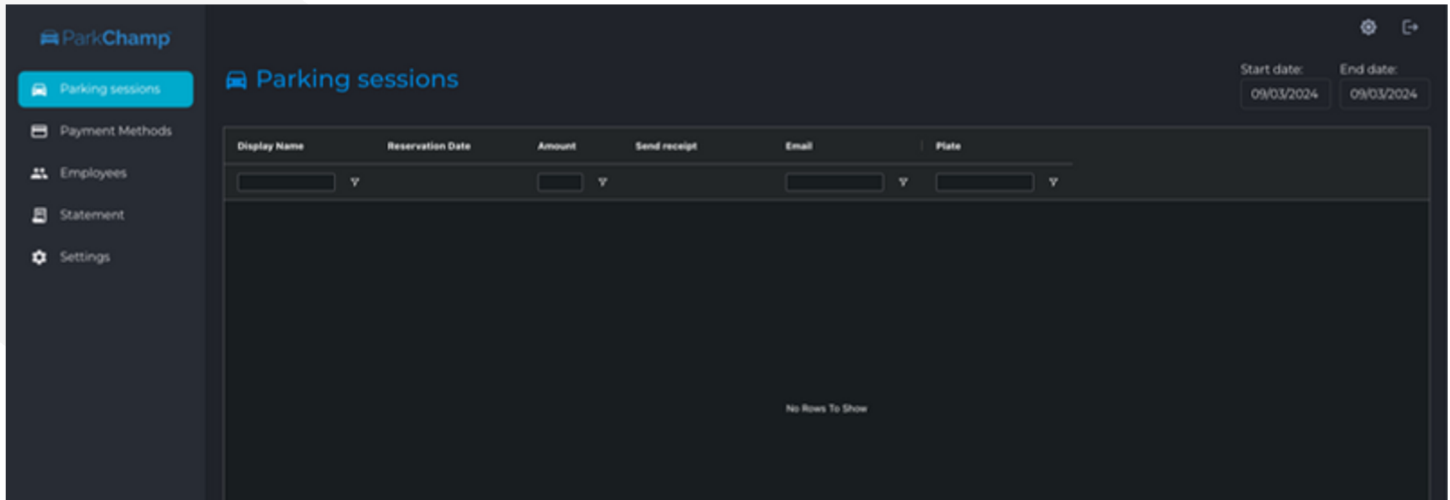 ParkChamp
Parking sessions
Payment Methods
Employees
Statement
Settings
Parking sessions
Start date: End date:
09/03/2024 09/03/2024
Display Name Reservation Date Amount Send receipt Email Plate
No Rows To Show